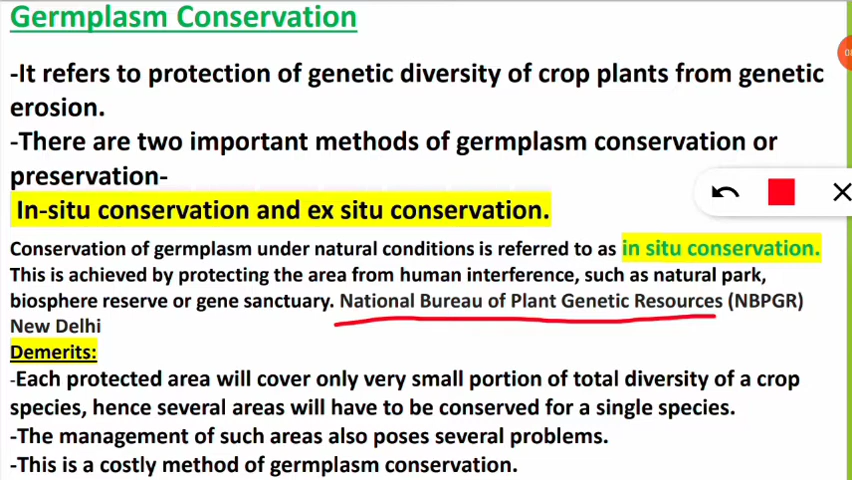 Germplasm Conservation
-It refers to protection of genetic diversity of crop plants from genetic
erosion.
-There are two important methods of germplasm conservation or
preservation-
In-situ conservation and ex situ conservation.
Conservation of germplasm under natural conditions is referred to as in situ conservation.
This is achieved by protecting the area from human interference, such as natural park,
biosphere reserve or gene sanctuary. National Bureau of Plant Genetic Resources (NBPGR)
New Delhi
Demerits:
-Each protected area will cover only very small portion of total diversity of a crop
species, hence several areas will have to be conserved for a single species.
-The management of such areas also poses several problems.
-This is a costly method of germplasm conservation.